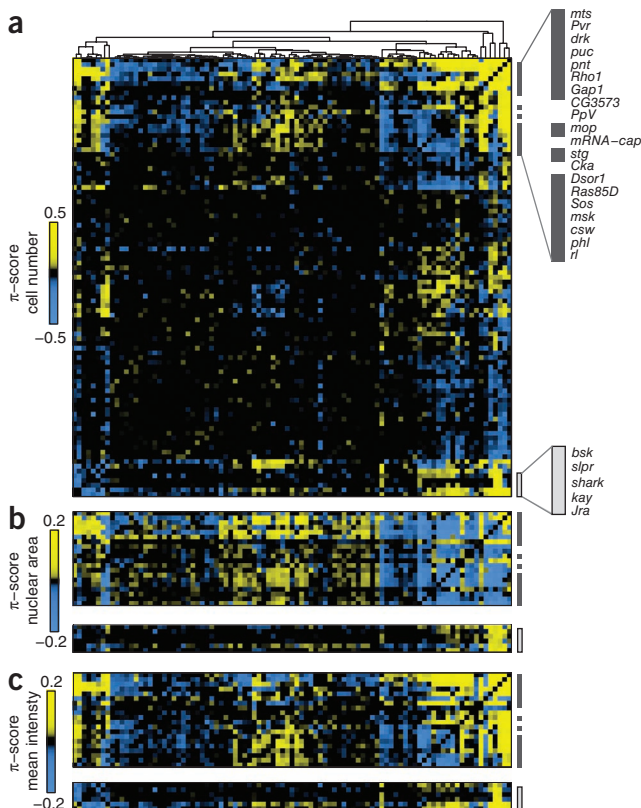 a
mts
Pvr
drk
puc
pnt
Rho1
Gap1
CG3573
PpV
mop
mRNA−cap
stg
Cka
Dsor1
Ras85D
Sos
msk
csw
phl
rl
0.5
π−score
cell number
−0.5
bsk
slpr
shark
kay
Jra
b
0.2
π−score
nuclear area
−0.2
c
0.2
π−score
mean intensty
−0.2